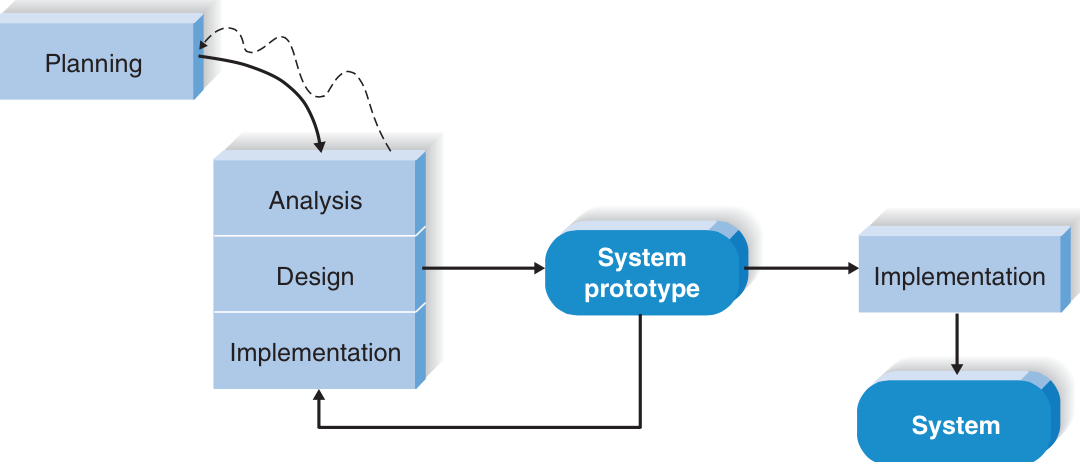 Planning
Analysis
Design
Implementation
System
prototype
Implementation
System